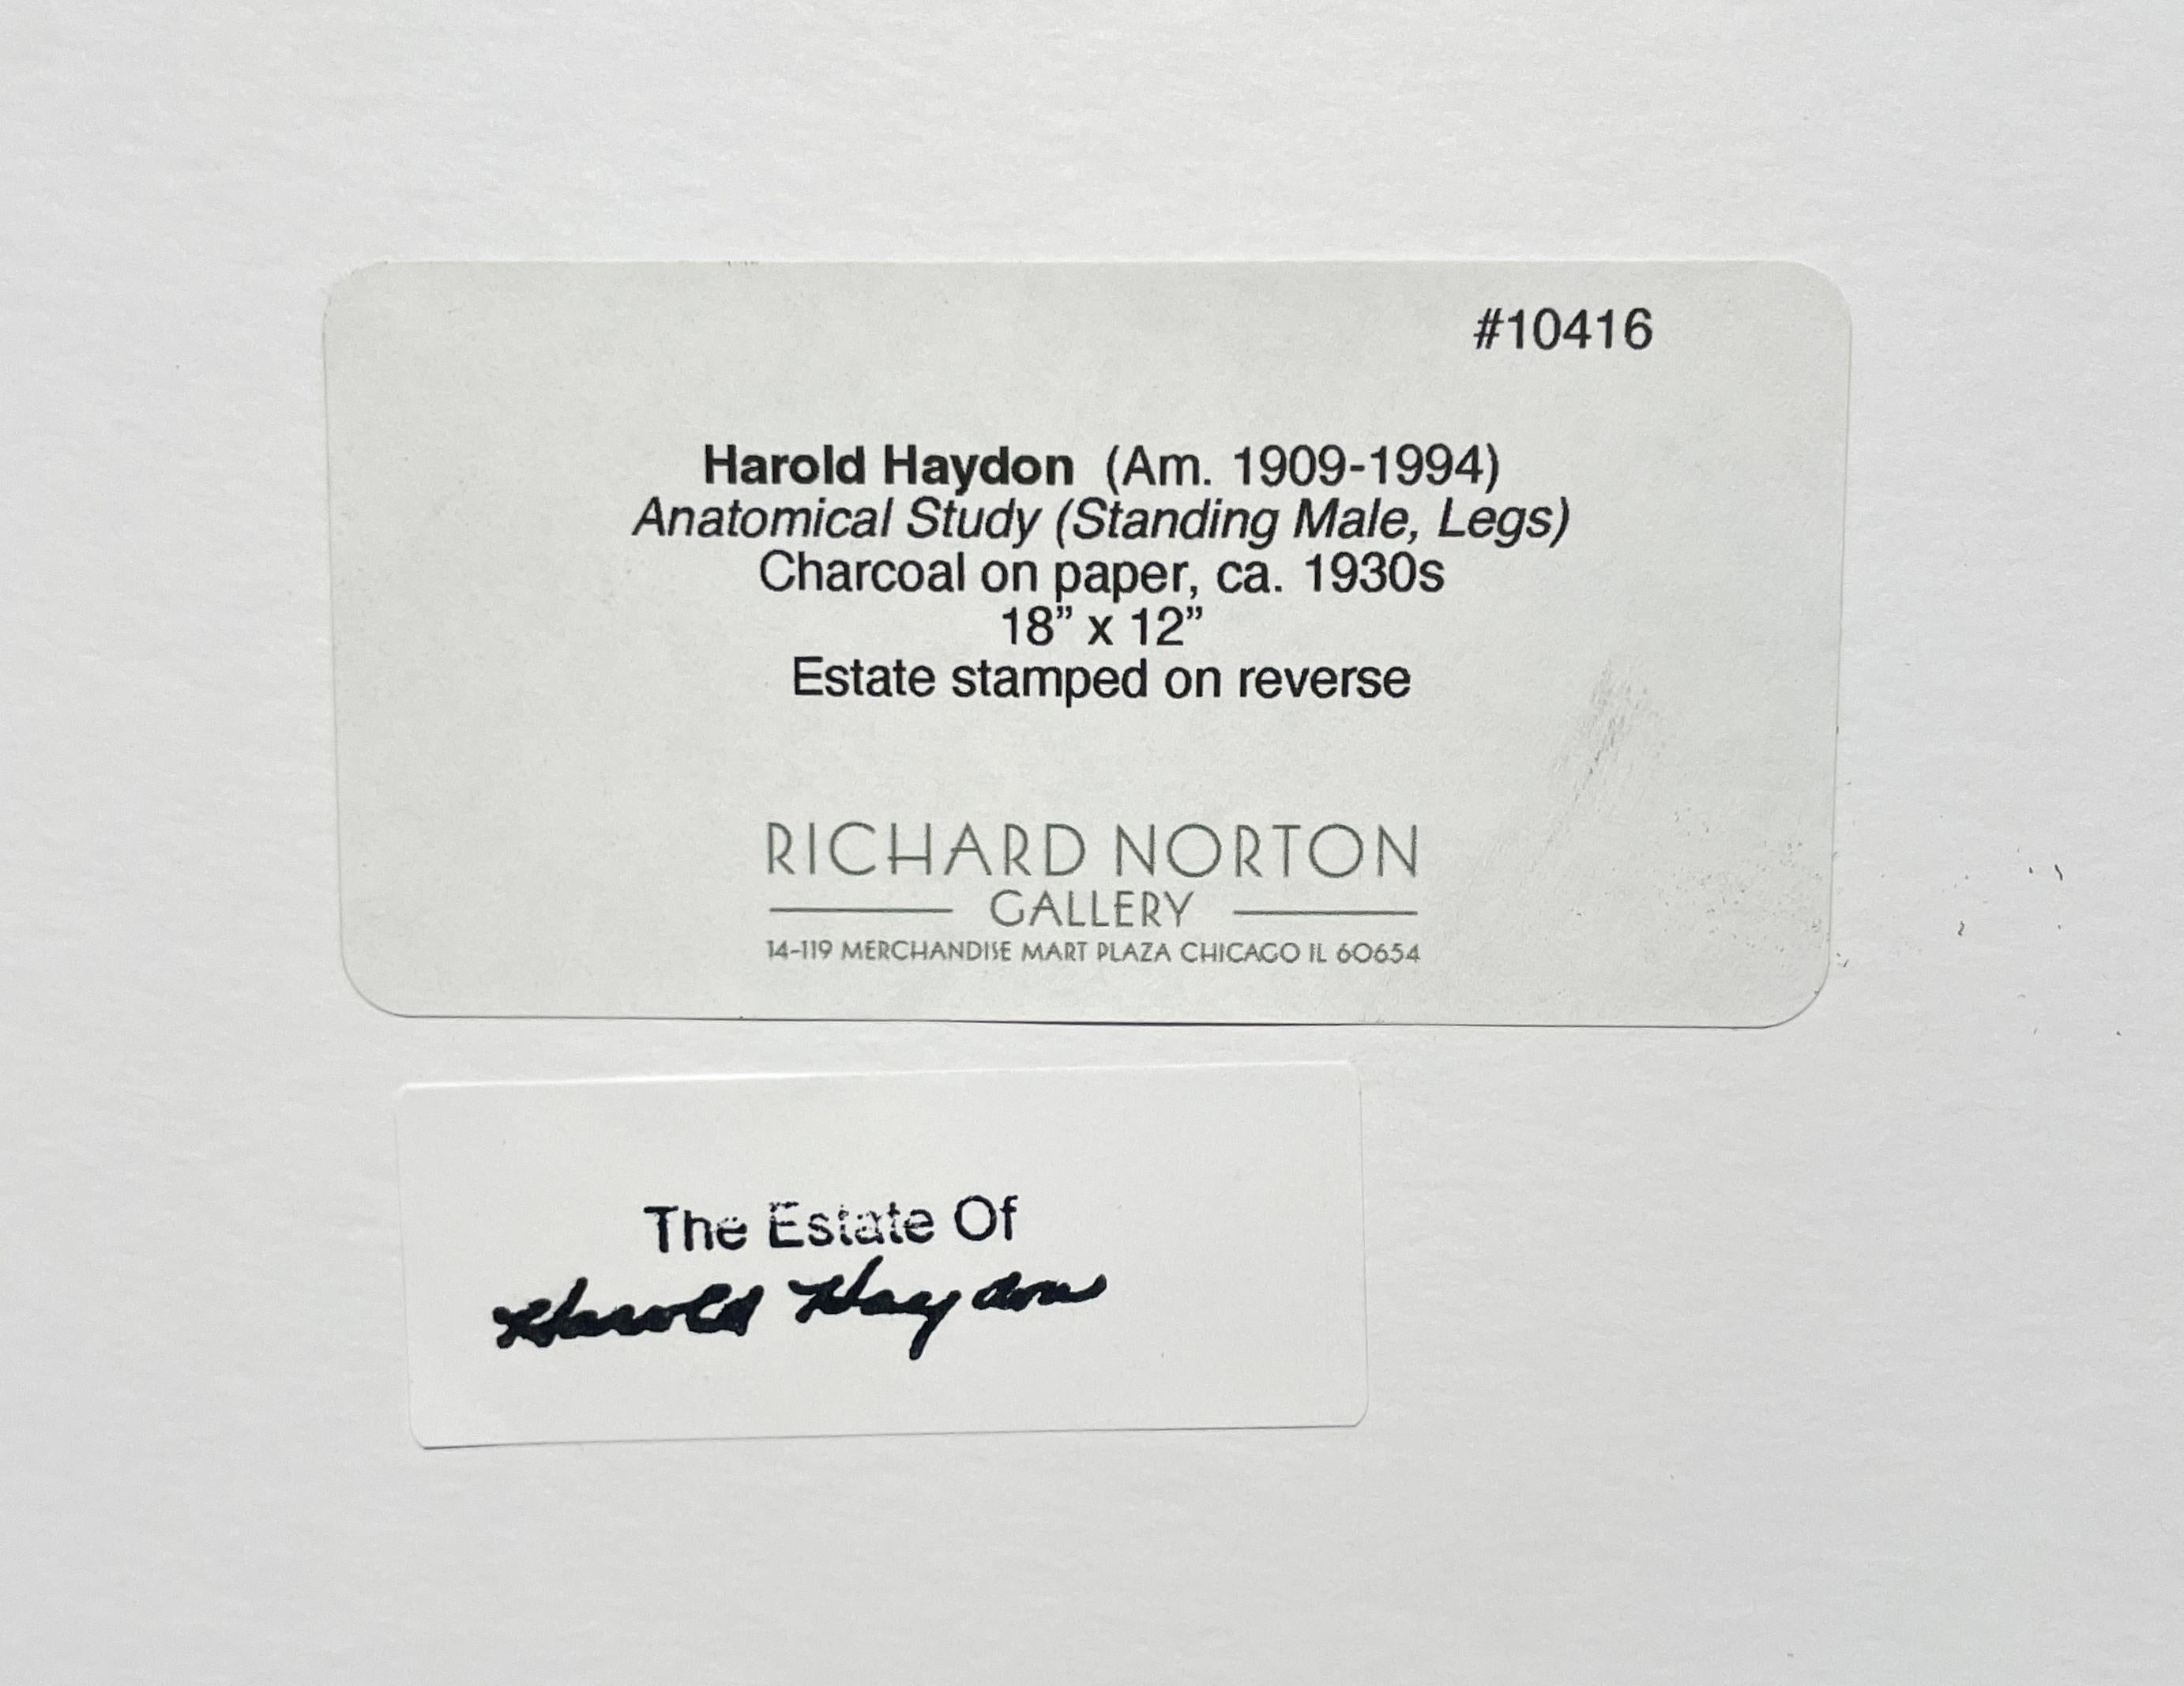 #10416
Harold Haydon (Am. 1909-1994)
Anatomical Study (Standing Male, Legs)
Charcoal on paper, ca. 1930s
18” x 12”
Estate stamped on reverse
RICHARD NORTON
GALLERY
14-119 MERCHANDISE MART PLAZA CHICAGO IL 60654
The Estate Of
Harold Haydon